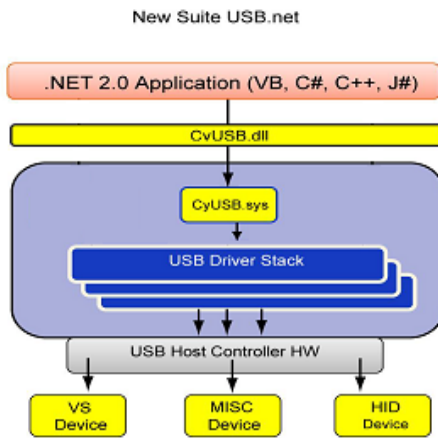 New Suite USB.net
.NET 2.0 Application (VB, C#, C++, J#)
CvUSB.dll
CyUSB.sys
USB Driver Stack
USB Host Controller HW
VS
Device
MISC
Device
HID
Device